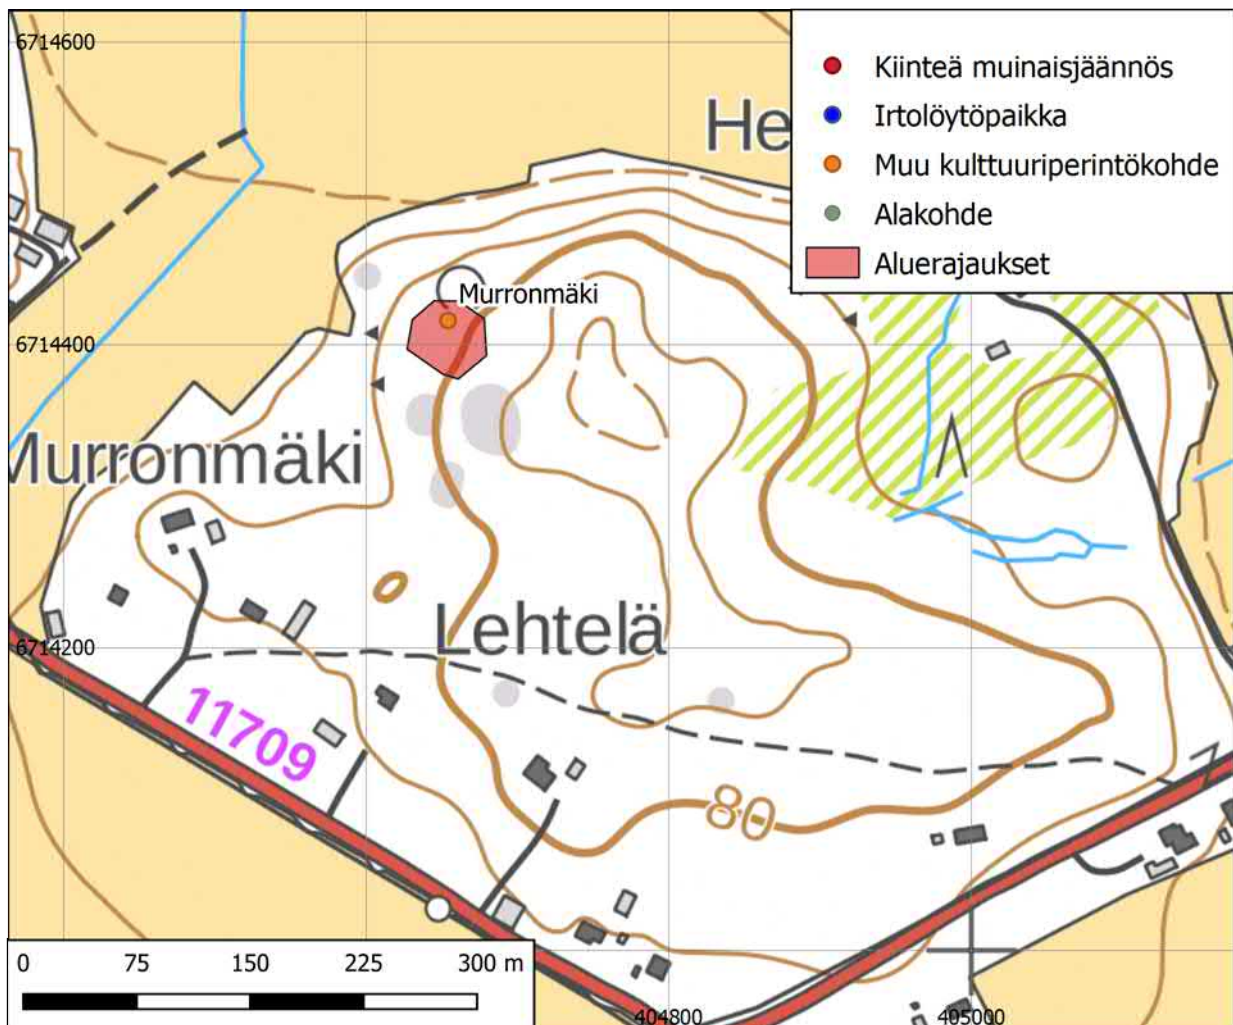 6714600
Kiinteä muinaisjäännös
He
Irtolöytöpaikka
Muu kulttuuriperintökohde
Alakohde
Aluerajaukset
Murronmäki
6714400
Murronmäki
Lehtelä
6714200
11709
80
0 75 150 225 300 m
404800 405000